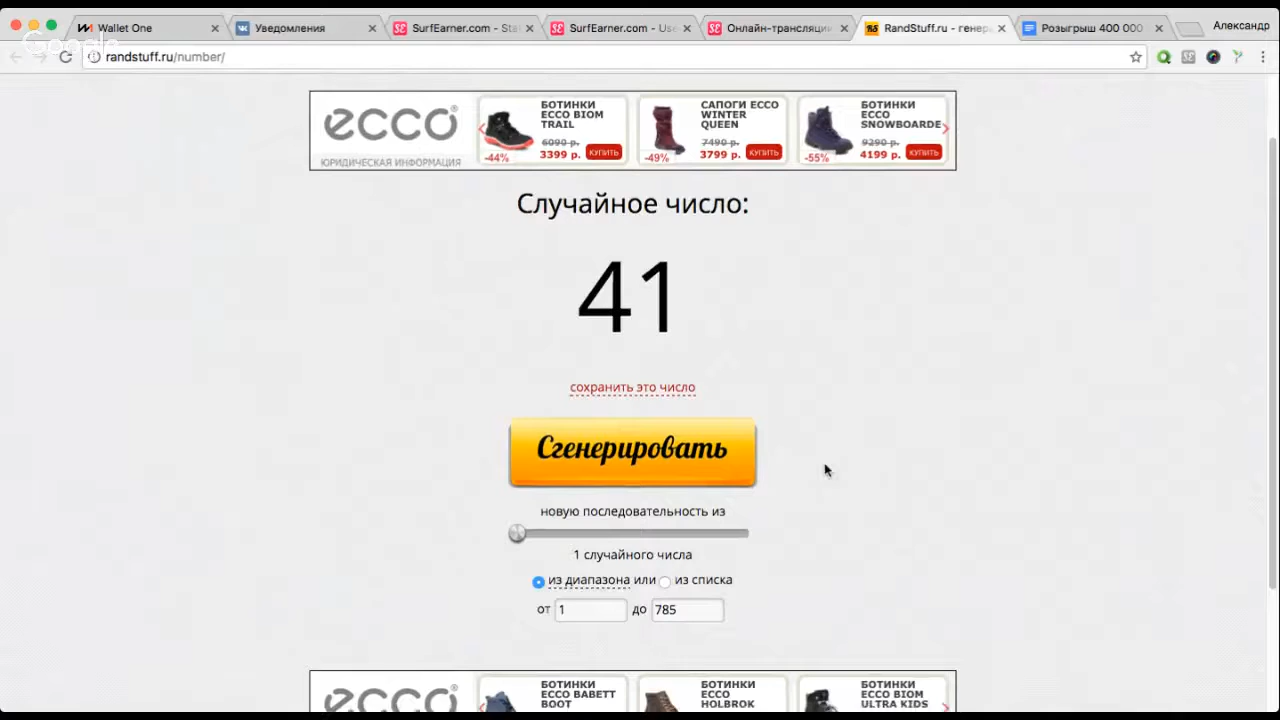 Wallet One
Уведомления
SurfEarner.com - Sta
SurfEarner.com - Use
Онлайн-трансляции
RandStuff.ru - генера
Розыгрыш 400 000
Александр
Google
randstuff.ru/number/
ecco®
ЮРИДИЧЕСКАЯ ИНФОРМАЦИЯ
БОТИНКИ
ECCO BIOM
TRAIL
6090 р.
-44% 3399 р. КУПИТЬ
САПОГИ ECCO
WINTER
QUEEN
7490 р.
-49% 3799 р. КУПИТЬ
БОТИНКИ
ECCO
SNOWBOARDE
9290 р.
-55% 4199 р. КУПИТЬ
Случайное число:
41
сохранить это число
Сгенерировать
новую последовательность из
1 случайного числа
из диапазона или из списка
от 1 до 785
ecco®
БОТИНКИ
ECCO BABETT
BOOT
БОТИНКИ
ECCO
HOLBROK
БОТИНКИ
ECCO BIOM
ULTRA KIDS